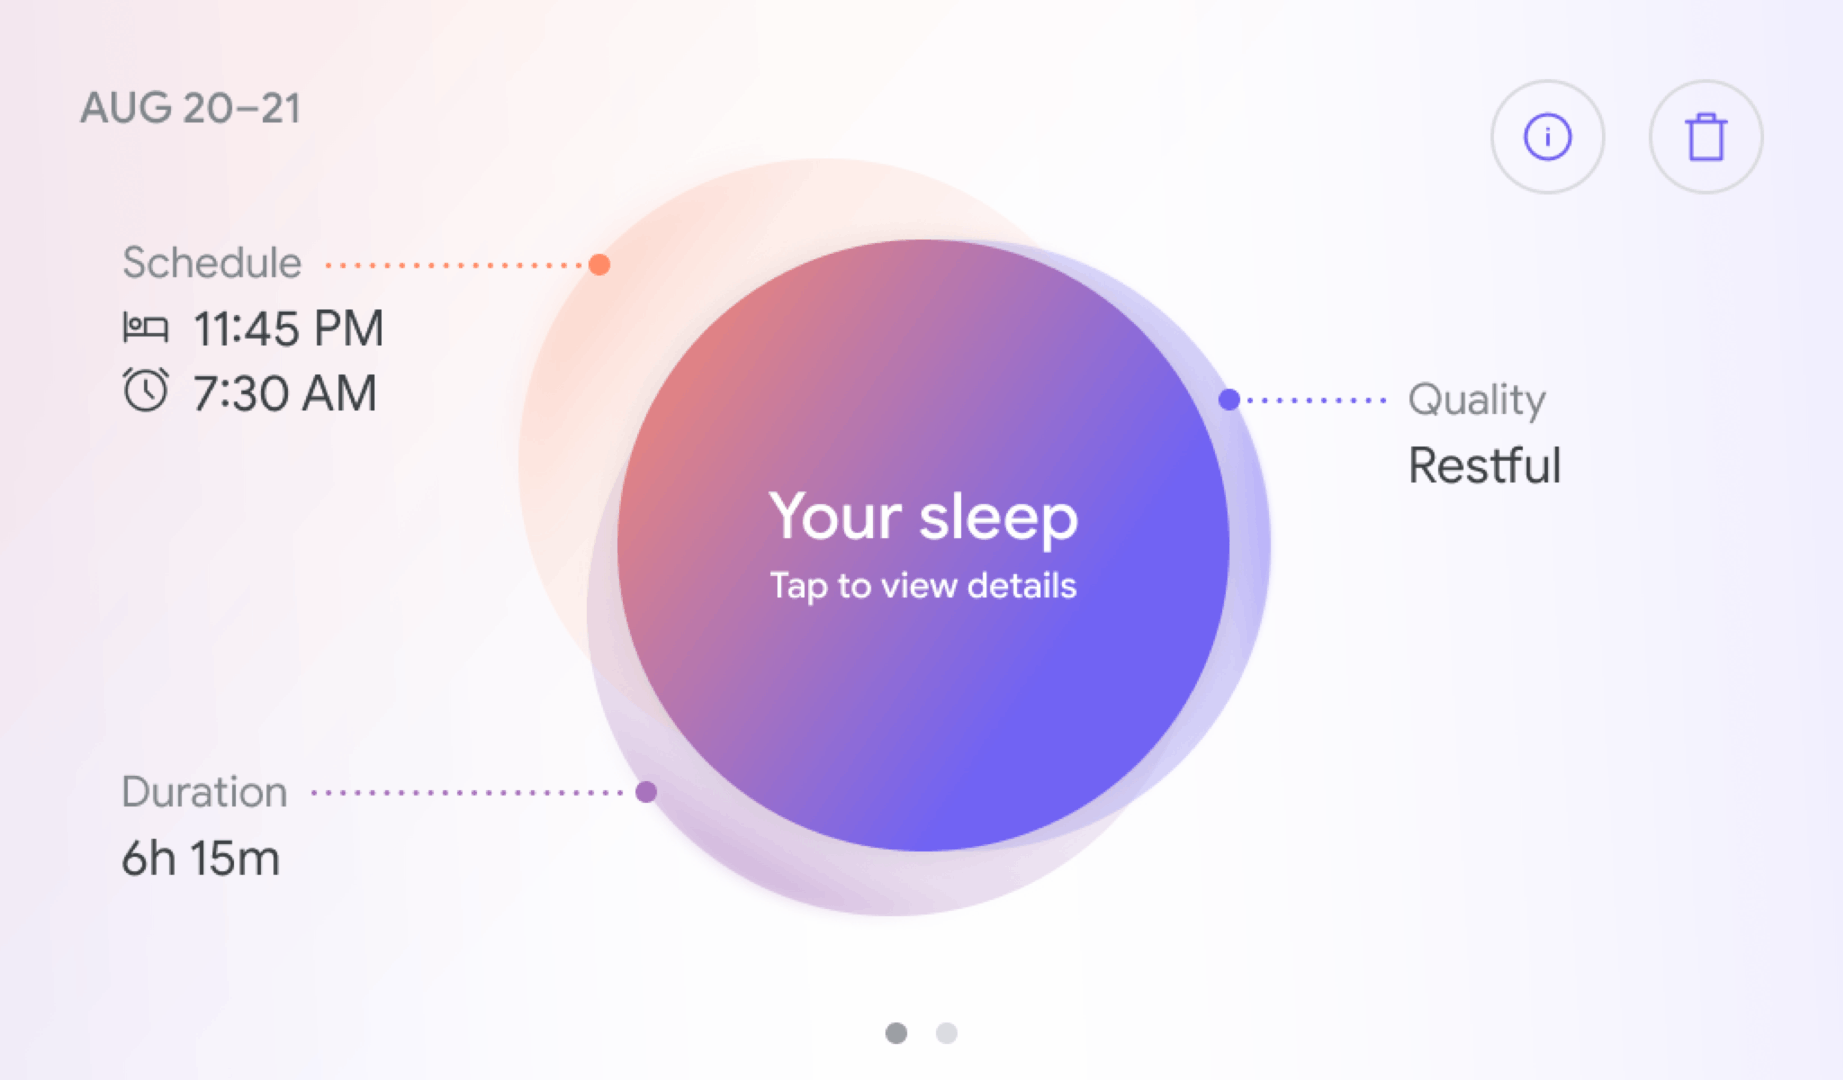 AUG 20–21
Schedule
11:45 PM
7:30 AM
Quality
Restful
Your sleep
Tap to view details
Duration
6h 15m